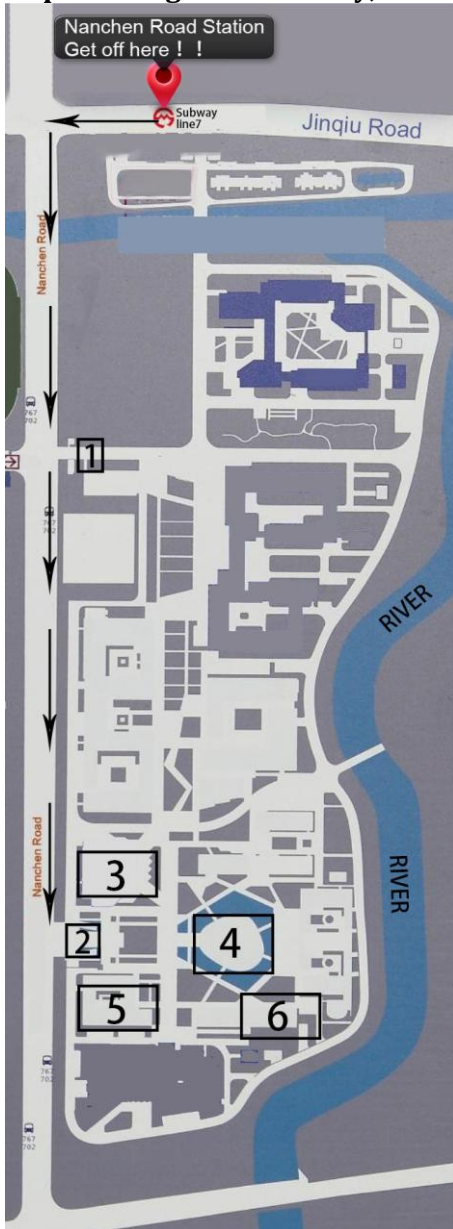 Nanchen Road Station
Get off here！！
Subway
line7
Jinqiu Road
Nanchen Road
767
702
1
702
RIVER
Nanchen Road
3
RIVER
2
4
5
6
767
702
767
702